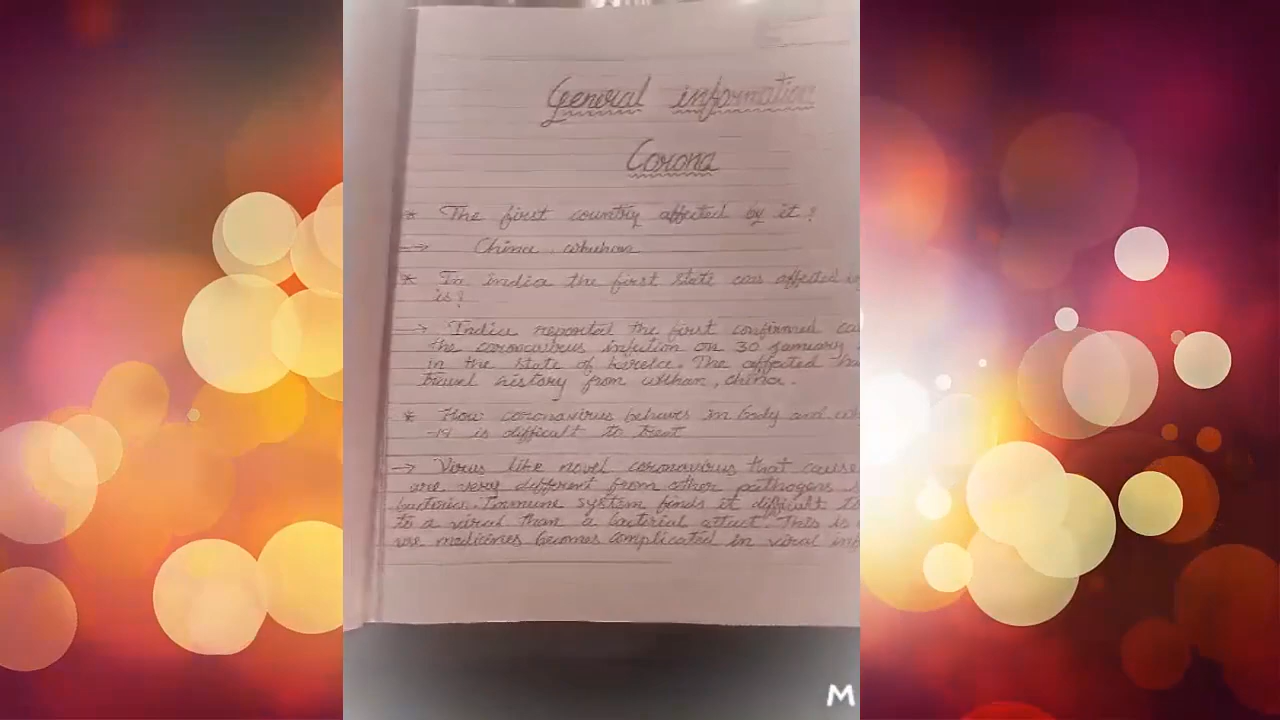 General information
Corona
* The first country affected by it?
→ China, whuhan
* In india the first state was affected
is?
→ India reported the first confirmed
the coronavirus infection on 30 January
in the state of kerela. The affected
travel history from wuhan, china.
* How coronavirus behaves in body and
-19 is difficult to treat
→ Virus like novel coronavirus that cause
are very different from other pathogens
bacteria. Immune system finds it difficult
to a viral than a bacterial attact. This is
use medicines becomes complicated in viral
M